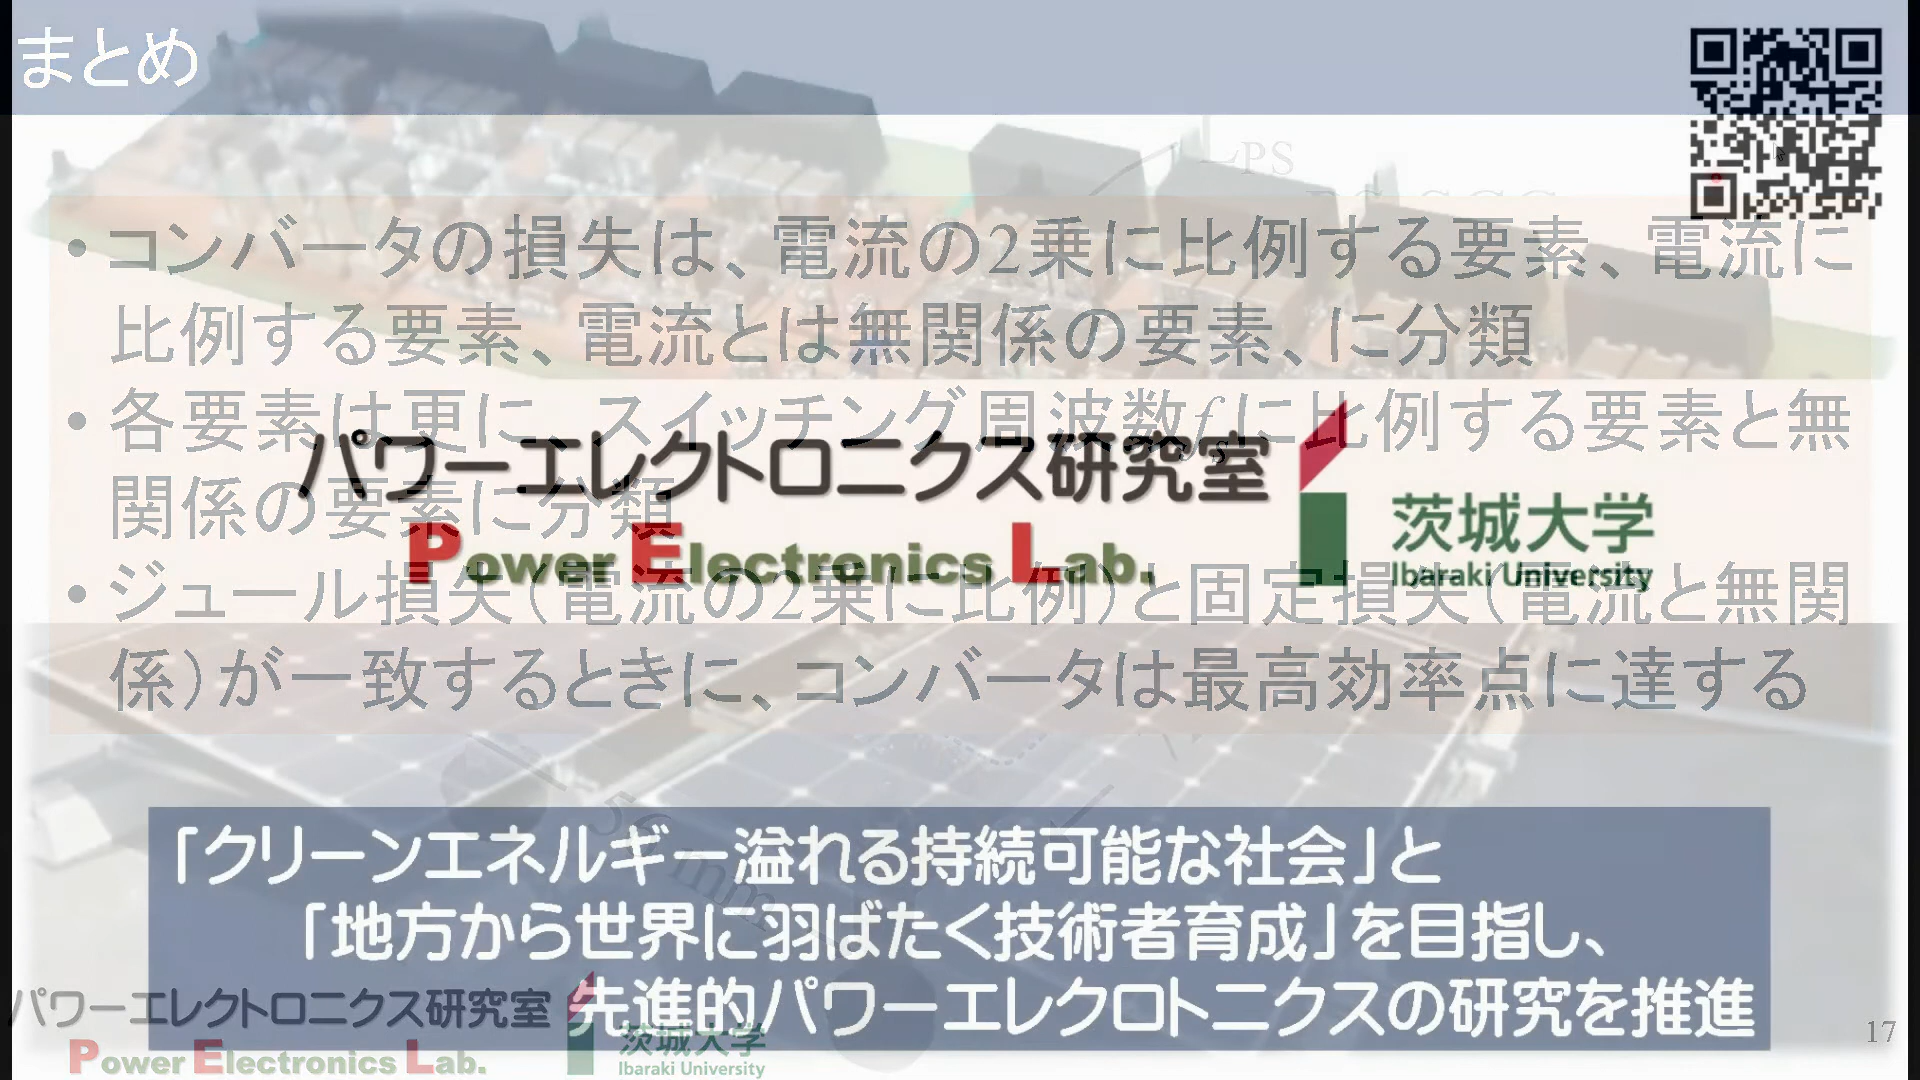 まとめ
PS
• コンバータの損失は、電流の2乗に比例する要素、電流に
比例する要素、電流とは無関係の要素、に分類
• 各要素は更に、スイッチング周波数fsに比例する要素と無
関係の要素に分類
パワーエレクトロニクス研究室
Power Electronics Lab.
茨城大学
Ibaraki University
• ジュール損失（電流の2乗に比例）と固定損失（電流と無関
係）が一致するときに、コンバータは最高効率点に達する
「クリーンエネルギー溢れる持続可能な社会」と
「地方から世界に羽ばたく技術者育成」を目指し、
先進的パワーエレクロトニクスの研究を推進
パワーエレクトロニクス研究室
Power Electronics Lab.
茨城大学
Ibaraki University
17